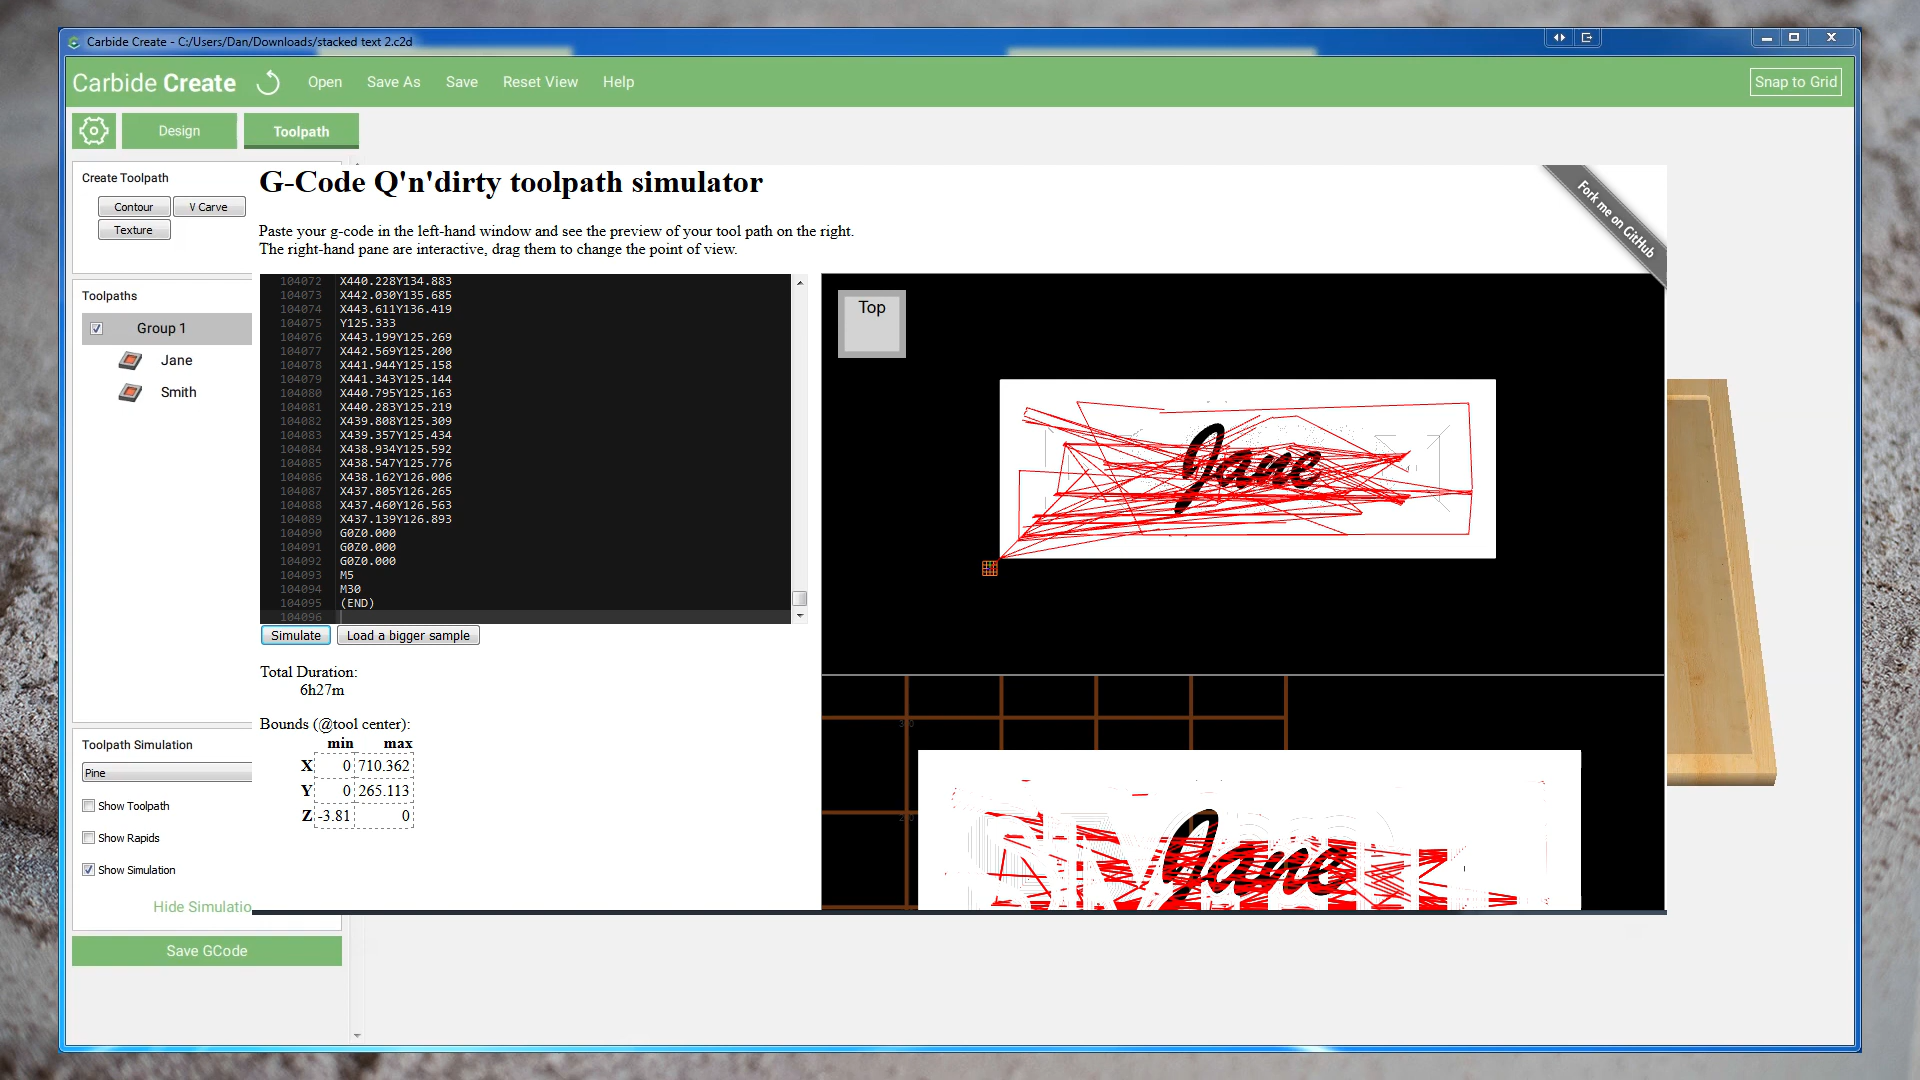 Carbide Create - C:/Users/Dan/Downloads/stacked text 2.c2d
Carbide Create Open Save As Save Reset View Help Snap to Grid
Design Toolpath
Create Toolpath
Contour V Carve
Texture
Toolpaths
Group 1
Jane
Smith
Toolpath Simulation
Pine
Show Toolpath
Show Rapids
Show Simulation
Hide Simulatio
Save GCode
G-Code Q'n'dirty toolpath simulator
Fork me on GitHub
Paste your g-code in the left-hand window and see the preview of your tool path on the right.
The right-hand pane are interactive, drag them to change the point of view.
104072 X440.228Y134.883
104073 X442.030Y135.685
104074 X443.611Y136.419
104075 Y125.333
104076 X443.199Y125.269
104077 X442.569Y125.200
104078 X441.944Y125.158
104079 X441.343Y125.144
104080 X440.795Y125.163
104081 X440.283Y125.219
104082 X439.808Y125.309
104083 X439.357Y125.434
104084 X438.934Y125.592
104085 X438.547Y125.776
104086 X438.162Y126.006
104087 X437.805Y126.265
104088 X437.460Y126.563
104089 X437.139Y126.893
104090 G0Z0.000
104091 G0Z0.000
104092 G0Z0.000
104093 M5
104094 M30
104095 (END)
104096
Simulate Load a bigger sample
Total Duration:
6h27m
Bounds (@tool center):
min max
X 0 710.362
Y 0 265.113
Z -3.81 0
Top
Jane
Jane